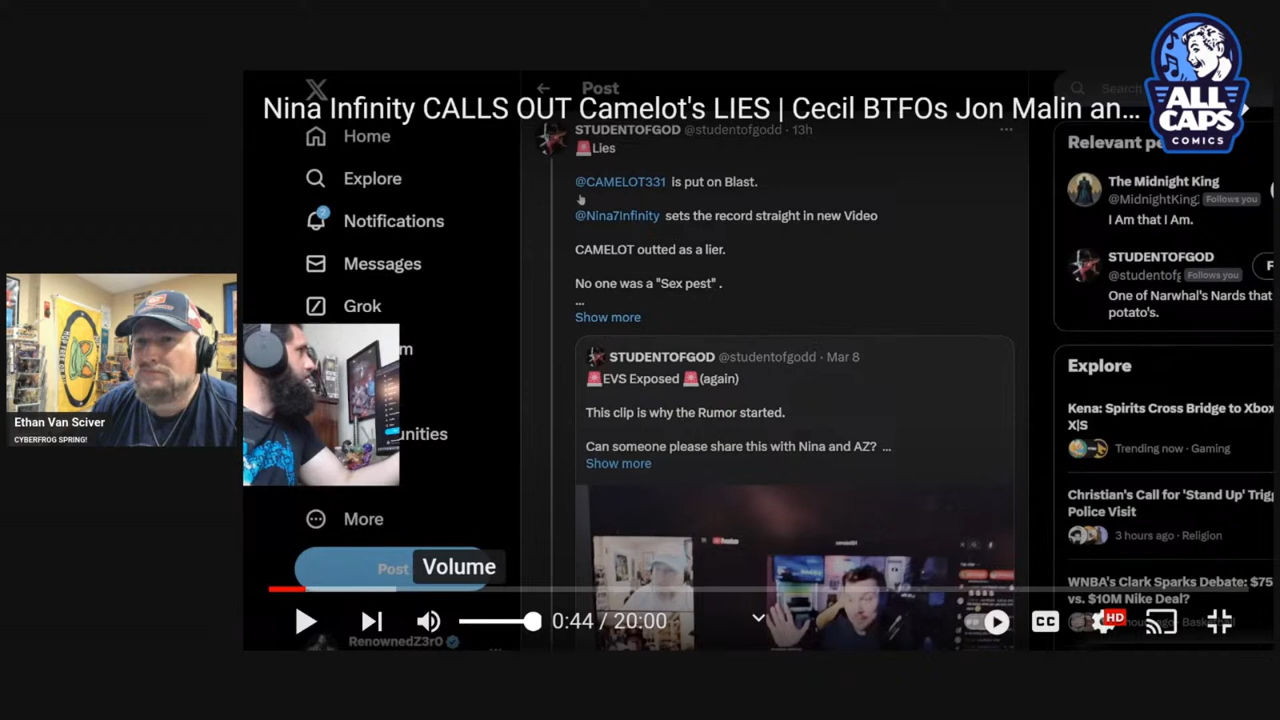 Nina Infinity CALLS OUT Camelot's LIES | Cecil BTFOs Jon Malin an...
ALL
CAPS
COMICS
Home
Explore
2
Notifications
Messages
Grok
More
Post
Volume
RenownedZ3r0
Ethan Van Sciver
CYBERFROG SPRING!
Post
STUDENTOFGOD @studentofgodd · 13h
🚨Lies
@CAMELOT331 is put on Blast.
@Nina7Infinity sets the record straight in new Video
CAMELOT outted as a lier.
No one was a "Sex pest" .
...
Show more
STUDENTOFGOD @studentofgodd · Mar 8
🚨EVS Exposed 🚨(again)
This clip is why the Rumor started.
Can someone please share this with Nina and AZ? ...
Show more
Search
Relevant pe
The Midnight King
@MidnightKing. Follows you
I Am that I Am.
STUDENTOFGOD
@studentofg Follows you
F
One of Narwhal's Nards that
potato's.
Explore
Kena: Spirits Cross Bridge to Xbox
X|S
Trending now · Gaming
Christian's Call for 'Stand Up' Trig
Police Visit
3 hours ago · Religion
WNBA's Clark Sparks Debate: $75
vs. $10M Nike Deal?
0:44 / 20:00
CC
HD